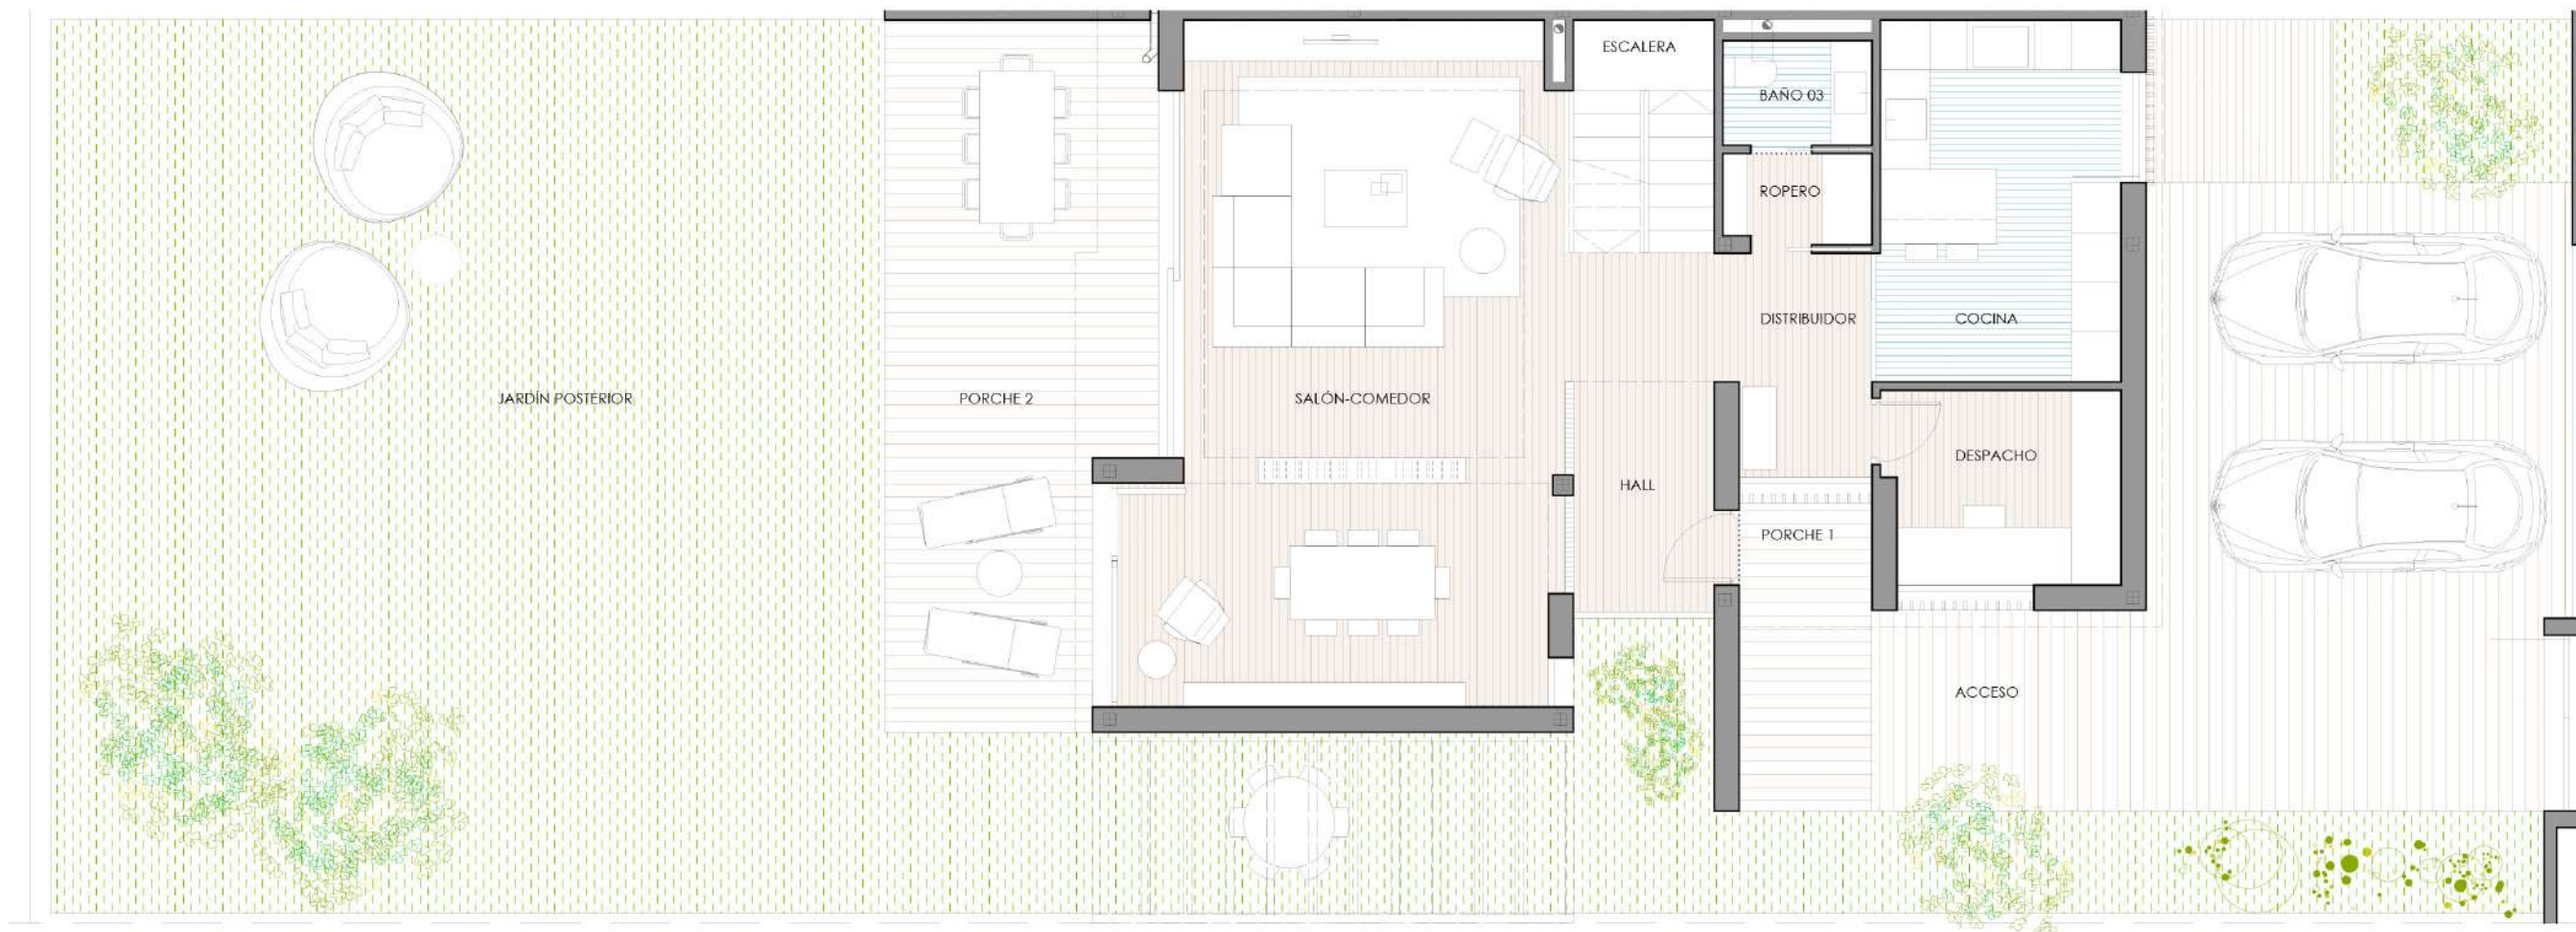 ESCALERA
BAÑO 03
ROPERO
DISTRIBUIDOR
COCINA
JARDÍN POSTERIOR
PORCHE 2
SALÓN-COMEDOR
DESPACHO
HALL
PORCHE 1
ACCESO